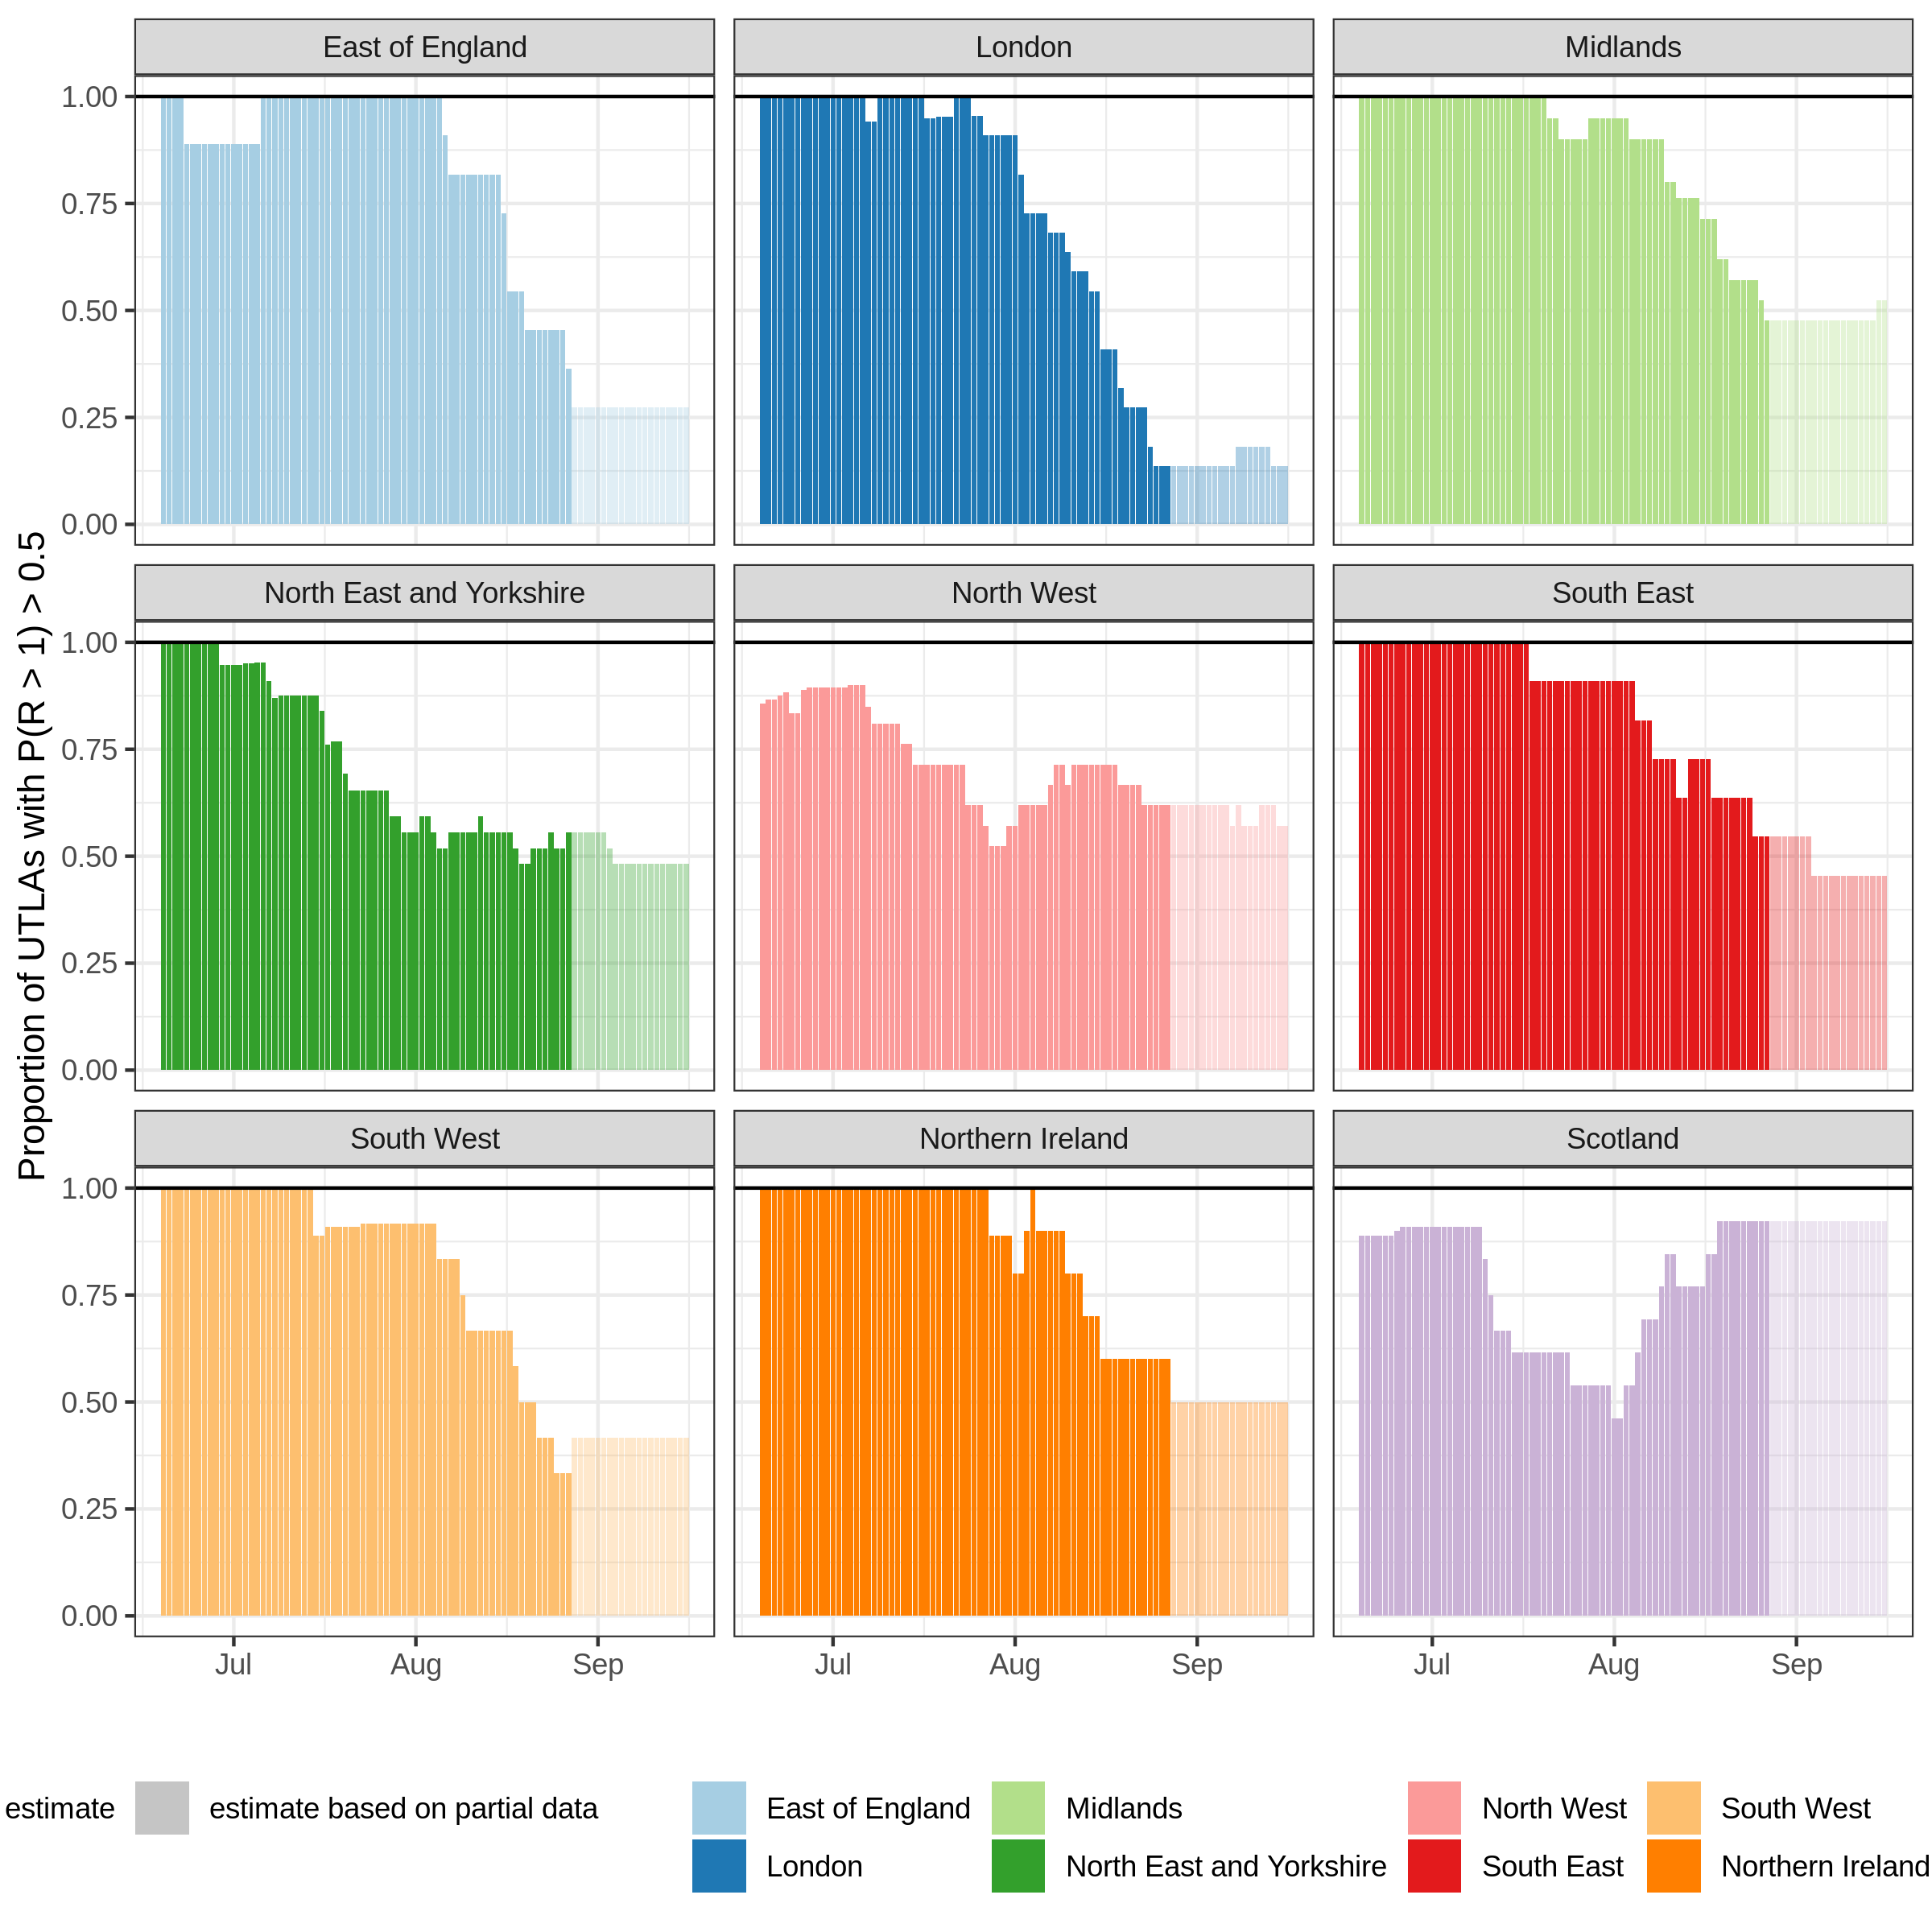 East of England London Midlands
1.00
0.75
0.50
0.25
0.00
North East and Yorkshire North West South East
1.00
0.75
0.50
0.25
0.00
Proportion of UTLAs with P(R > 1) > 0.5
South West Northern Ireland Scotland
1.00
0.75
0.50
0.25
0.00
Jul Aug Sep Jul Aug Sep Jul Aug Sep
estimate estimate based on partial data East of England Midlands North West South West
London North East and Yorkshire South East Northern Ireland